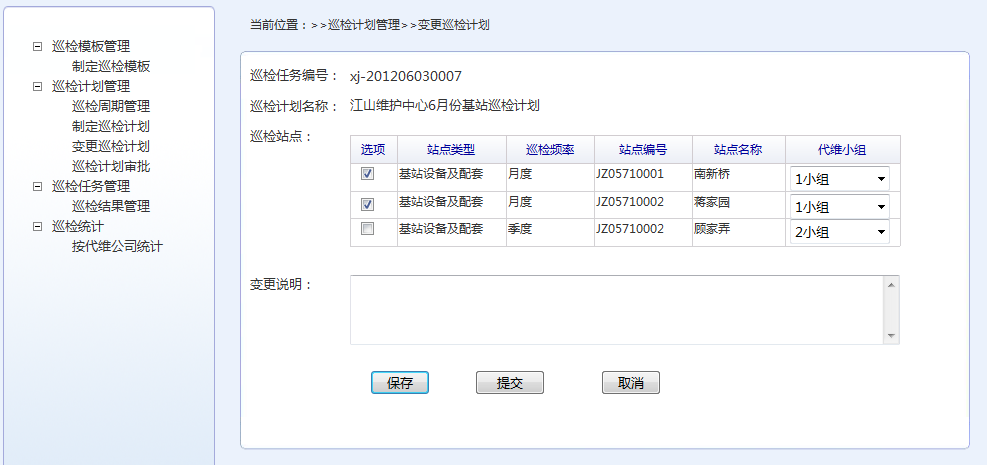 巡检模板管理
制定巡检模板
巡检计划管理
巡检周期管理
制定巡检计划
变更巡检计划
巡检计划审批
巡检任务管理
巡检结果管理
巡检统计
按代维公司统计
当前位置：>>巡检计划管理>>变更巡检计划
巡检任务编号： xj-201206030007
巡检计划名称： 江山维护中心6月份基站巡检计划
巡检站点：
选项 站点类型 巡检频率 站点编号 站点名称 代维小组
基站设备及配套 月度 JZ05710001 南新桥 1小组
基站设备及配套 月度 JZ05710002 蒋家园 1小组
基站设备及配套 季度 JZ05710002 顾家弄 2小组
变更说明：
保存 提交 取消